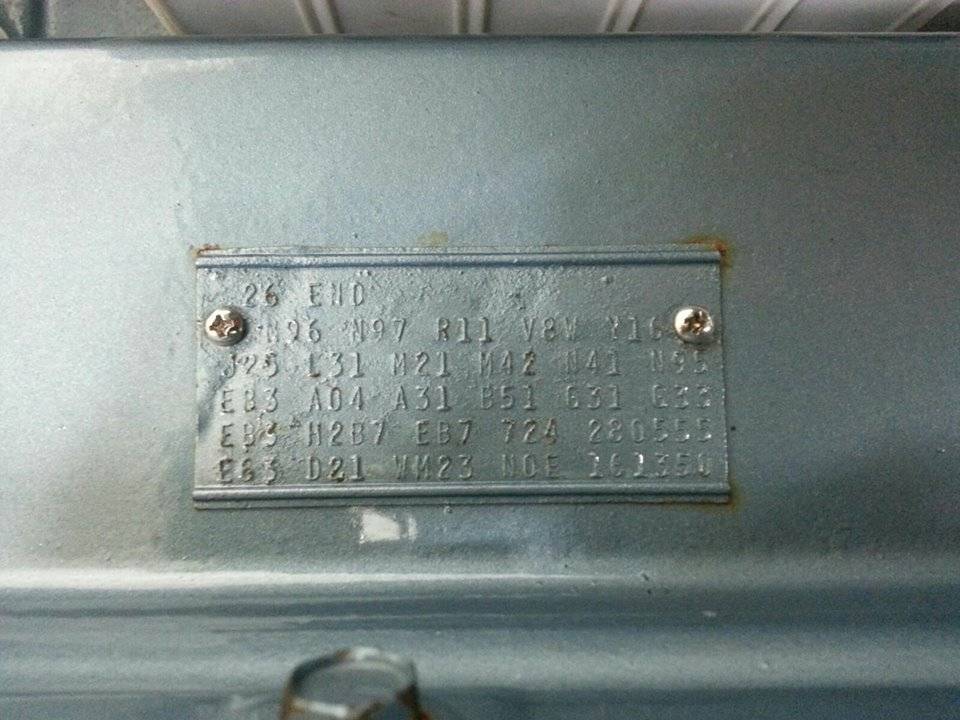 26 END
N96 N97 R11 V8W Y16
J25 L31 M21 M42 N41 N95
EB3 A04 A31 B51 G31 G33
EB3 H2B7 EB7 724 280555
E63 D21 WM23 N0E 161350